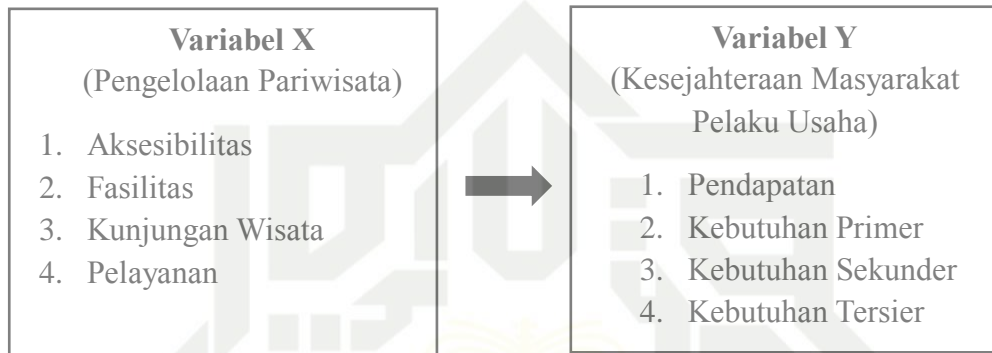 Variabel X
(Pengelolaan Pariwisata)
1. Aksesibilitas
2. Fasilitas
3. Kunjungan Wisata
4. Pelayanan
Variabel Y
(Kesejahteraan Masyarakat
Pelaku Usaha)
1. Pendapatan
2. Kebutuhan Primer
3. Kebutuhan Sekunder
4. Kebutuhan Tersier